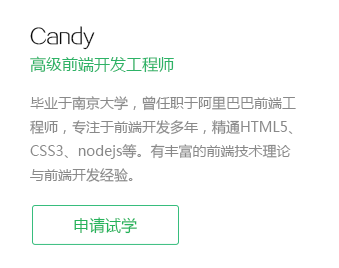 Candy
高级前端开发工程师
毕业于南京大学，曾任职于阿里巴巴前端工
程师，专注于前端开发多年，精通HTML5、
CSS3、nodejs等。有丰富的前端技术理论
与前端开发经验。
申请试学